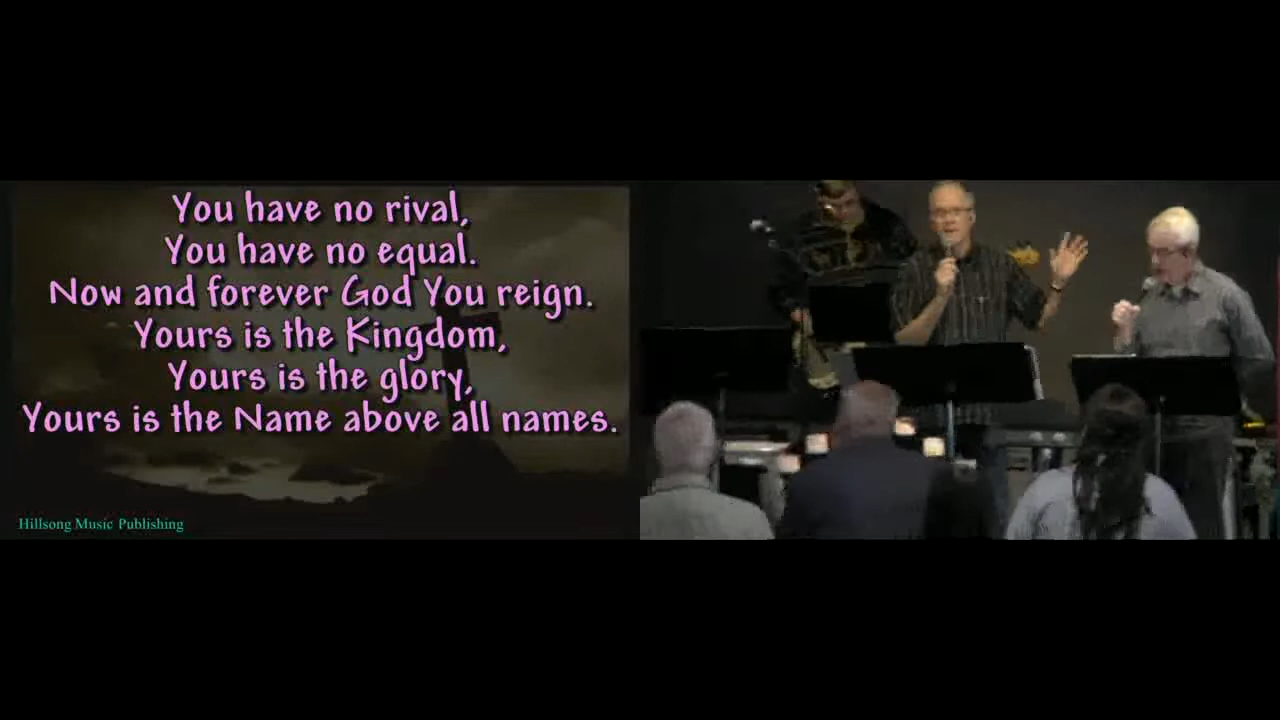 You have no rival,
You have no equal.
Now and forever God You reign.
Yours is the Kingdom,
Yours is the glory,
Yours is the Name above all names.
Hillsong Music Publishing